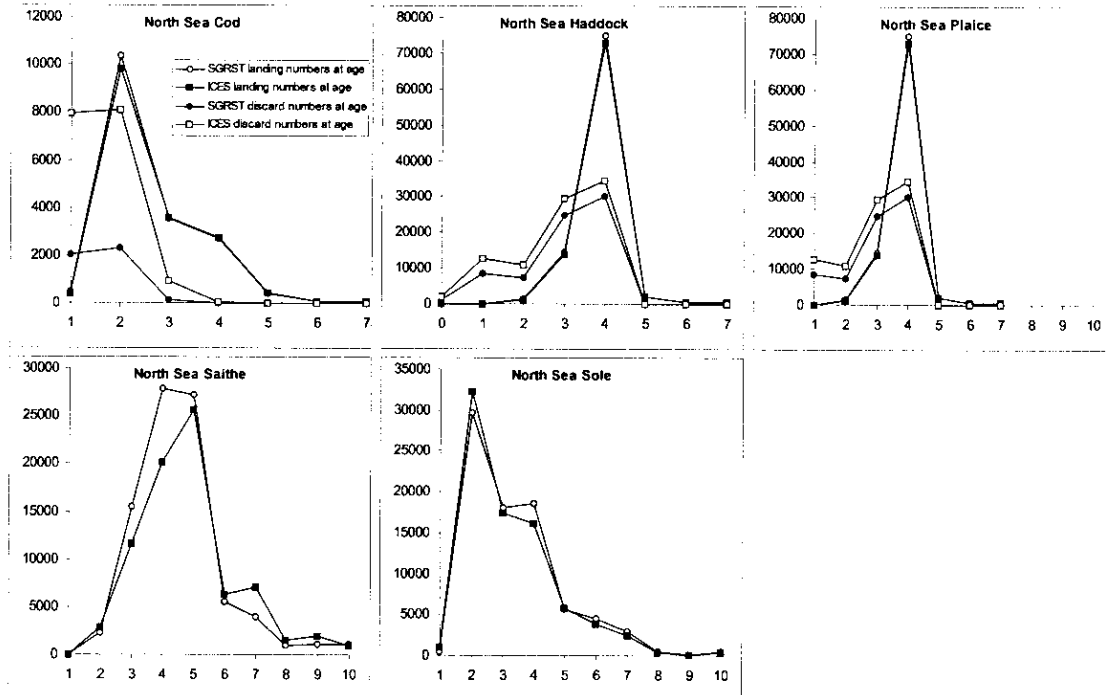 North Sea Cod
12000
10000
8000
6000
4000
2000
0
1 2 3 4 5 6 7
SGRST landing numbers at age
ICES landing numbers at age
SGRST discard numbers at age
ICES discard numbers at age
North Sea Haddock
80000
70000
60000
50000
40000
30000
20000
10000
0
0 1 2 3 4 5 6 7
North Sea Plaice
80000
70000
60000
50000
40000
30000
20000
10000
0
1 2 3 4 5 6 7 8 9 10
North Sea Saithe
30000
25000
20000
15000
10000
5000
0
1 2 3 4 5 6 7 8 9 10
North Sea Sole
35000
30000
25000
20000
15000
10000
5000
0
1 2 3 4 5 6 7 8 9 10